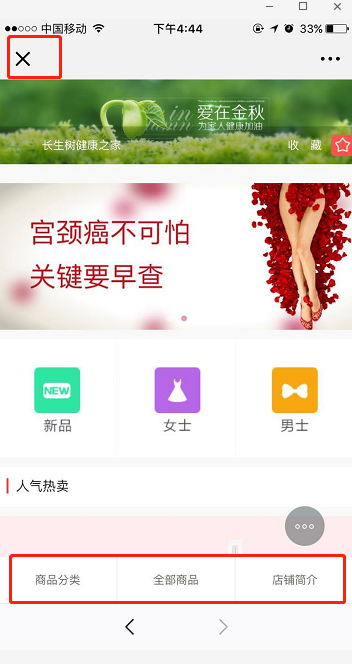 中国移动 下午4:44 33%
in
爱在金秋
为家人健康加油
长生树健康之家 收 藏
宫颈癌不可怕
关键要早查
NEW
新品 女士 男士
人气热卖
商品分类 全部商品 店铺简介